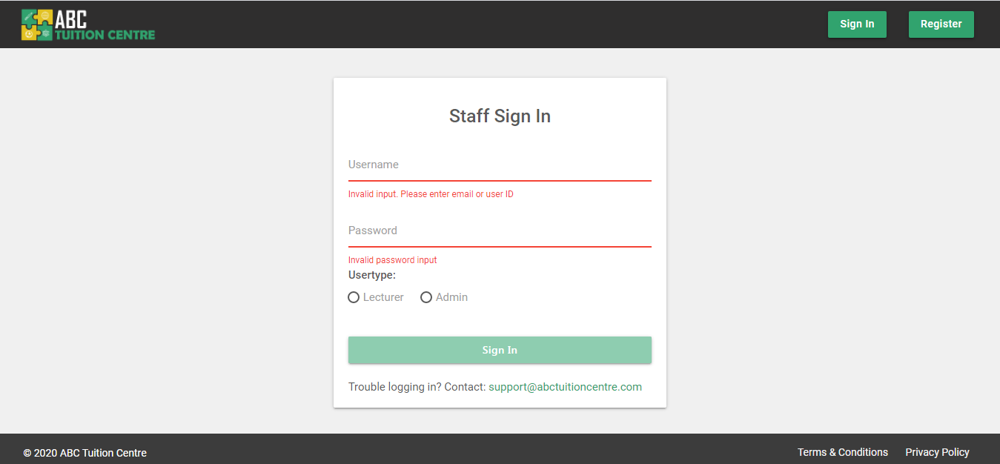 ABC
TUITION CENTRE
Sign In
Register
Staff Sign In
Username
Invalid input. Please enter email or user ID
Password
Invalid password input
Usertype:
Lecturer Admin
Sign In
Trouble logging in? Contact: support@abctuitioncentre.com
© 2020 ABC Tuition Centre
Terms & Conditions Privacy Policy